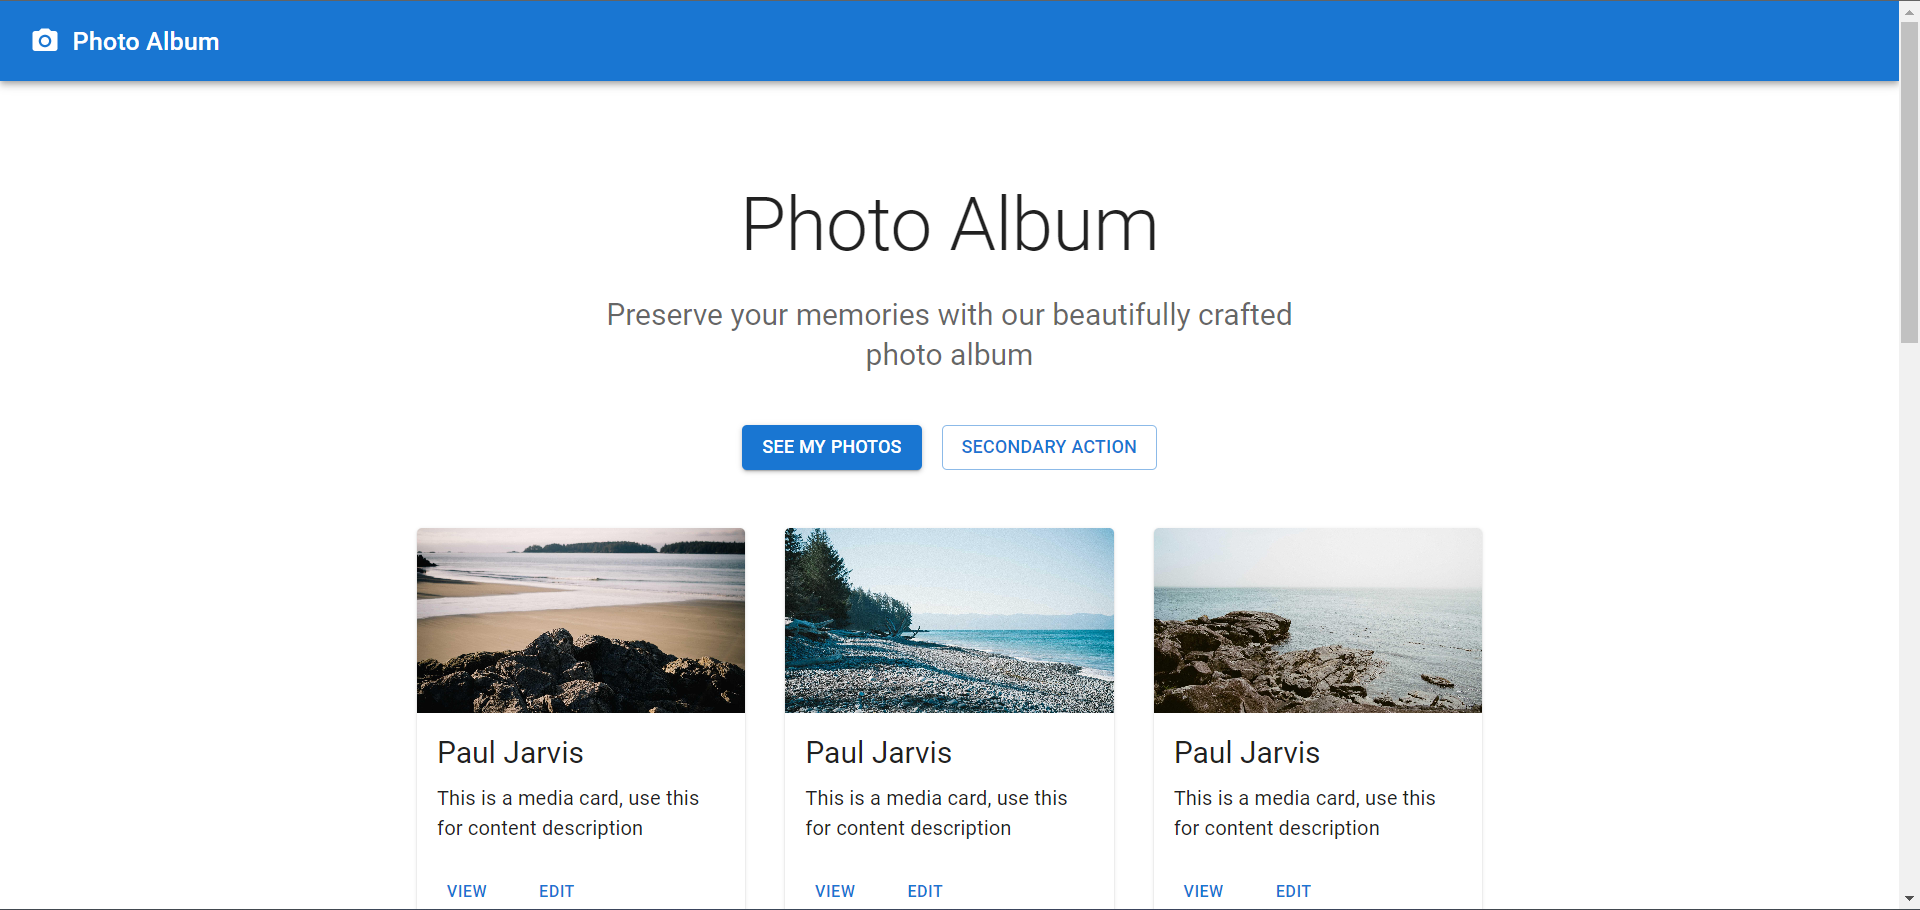 Photo Album
Photo Album
Preserve your memories with our beautifully crafted
photo album
SEE MY PHOTOS
SECONDARY ACTION
Paul Jarvis
This is a media card, use this
for content description
VIEW
EDIT
Paul Jarvis
This is a media card, use this
for content description
VIEW
EDIT
Paul Jarvis
This is a media card, use this
for content description
VIEW
EDIT